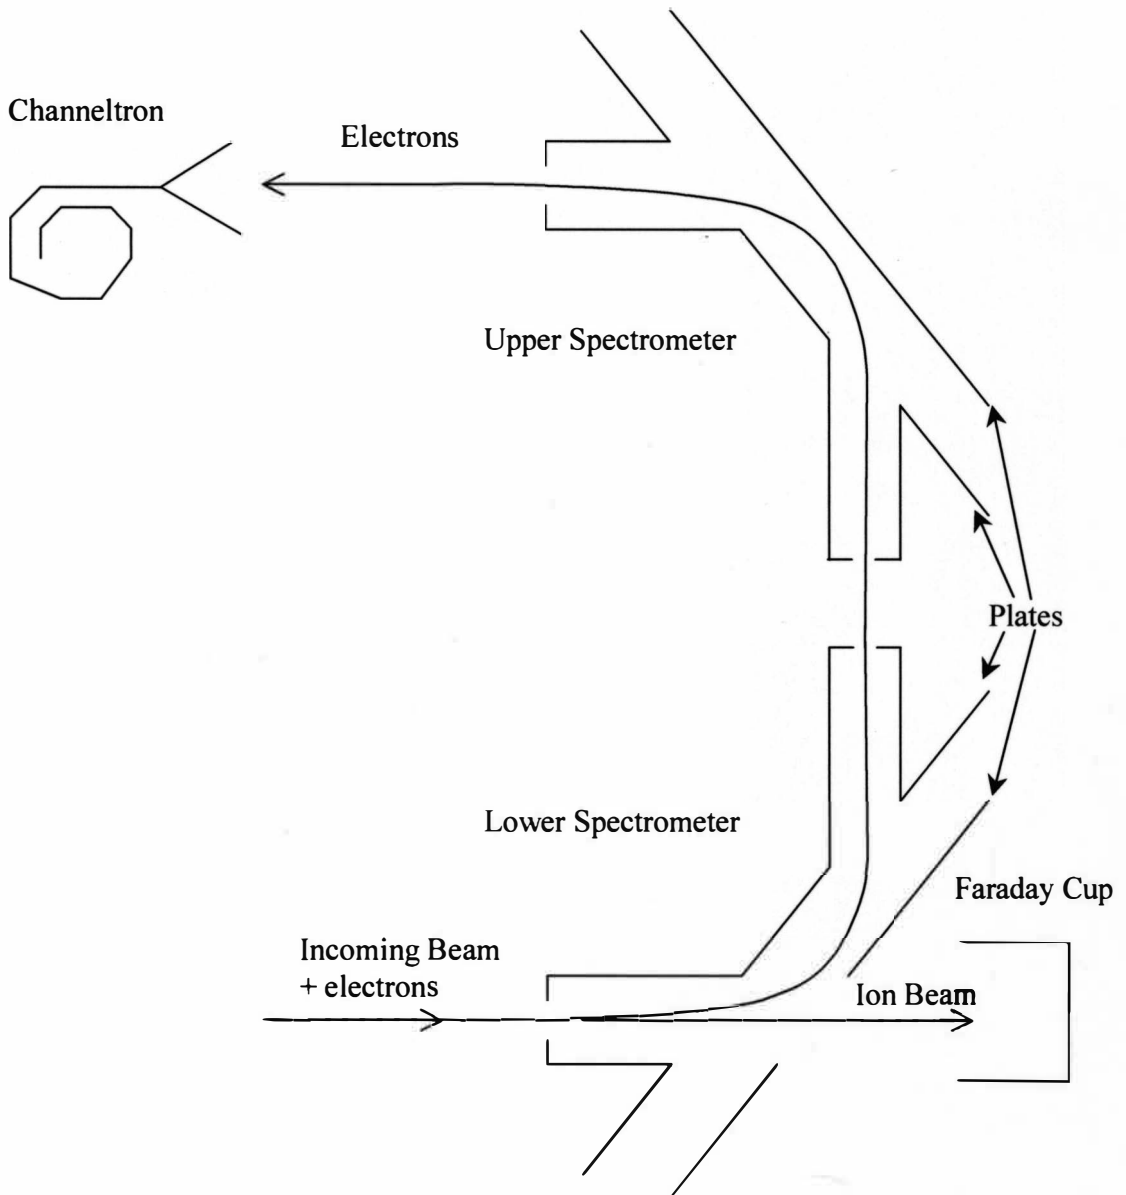 Channeltron
Electrons
Upper Spectrometer
Plates
Lower Spectrometer
Faraday Cup
Incoming Beam
+ electrons
Ion Beam